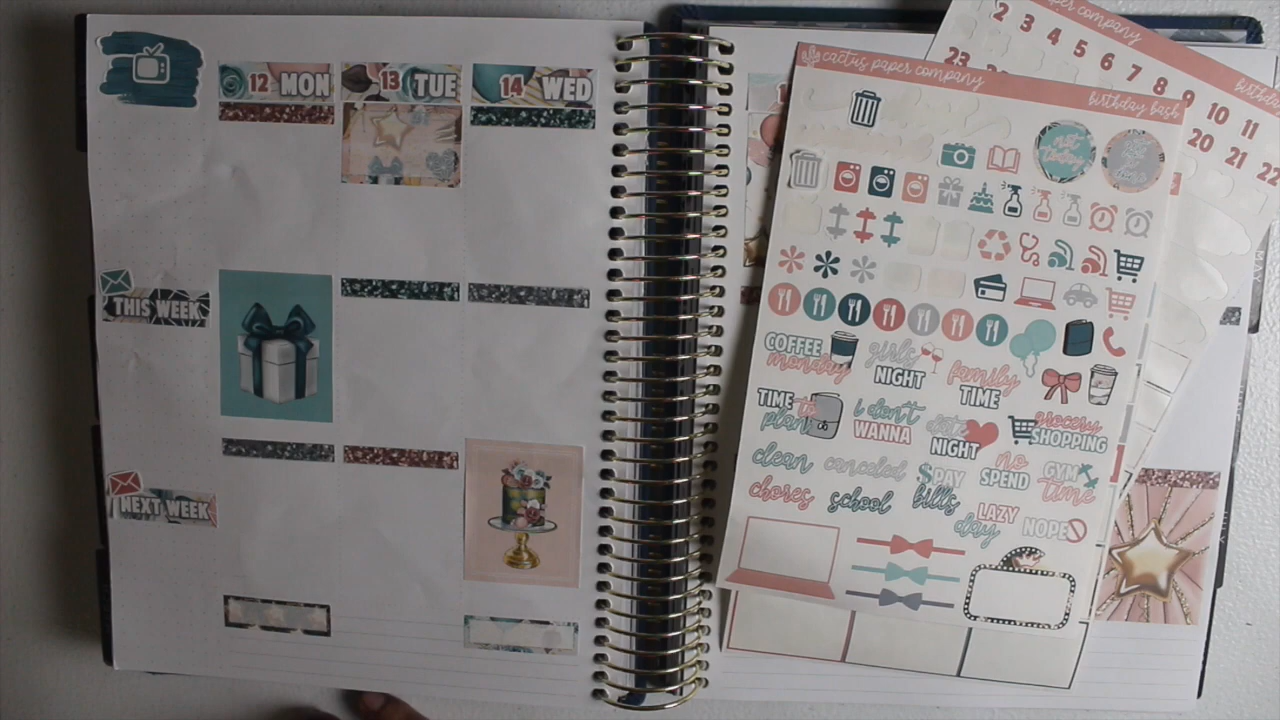 12 MON
13 TUE
14 WED
THIS WEEK
NEXT WEEK
cactus paper company
birthday bash
COFFEE
monday
girls
NIGHT
family
TIME
TIME to
plan
i don't
WANNA
date
NIGHT
grocery
SHOPPING
clean
canceled
$PAY
bills
no
SPEND
GYM
time
chores
school
LAZY
day
NOPE
paper company
2 3 4 5 6 7 8 9 10 11
23
20 21 22